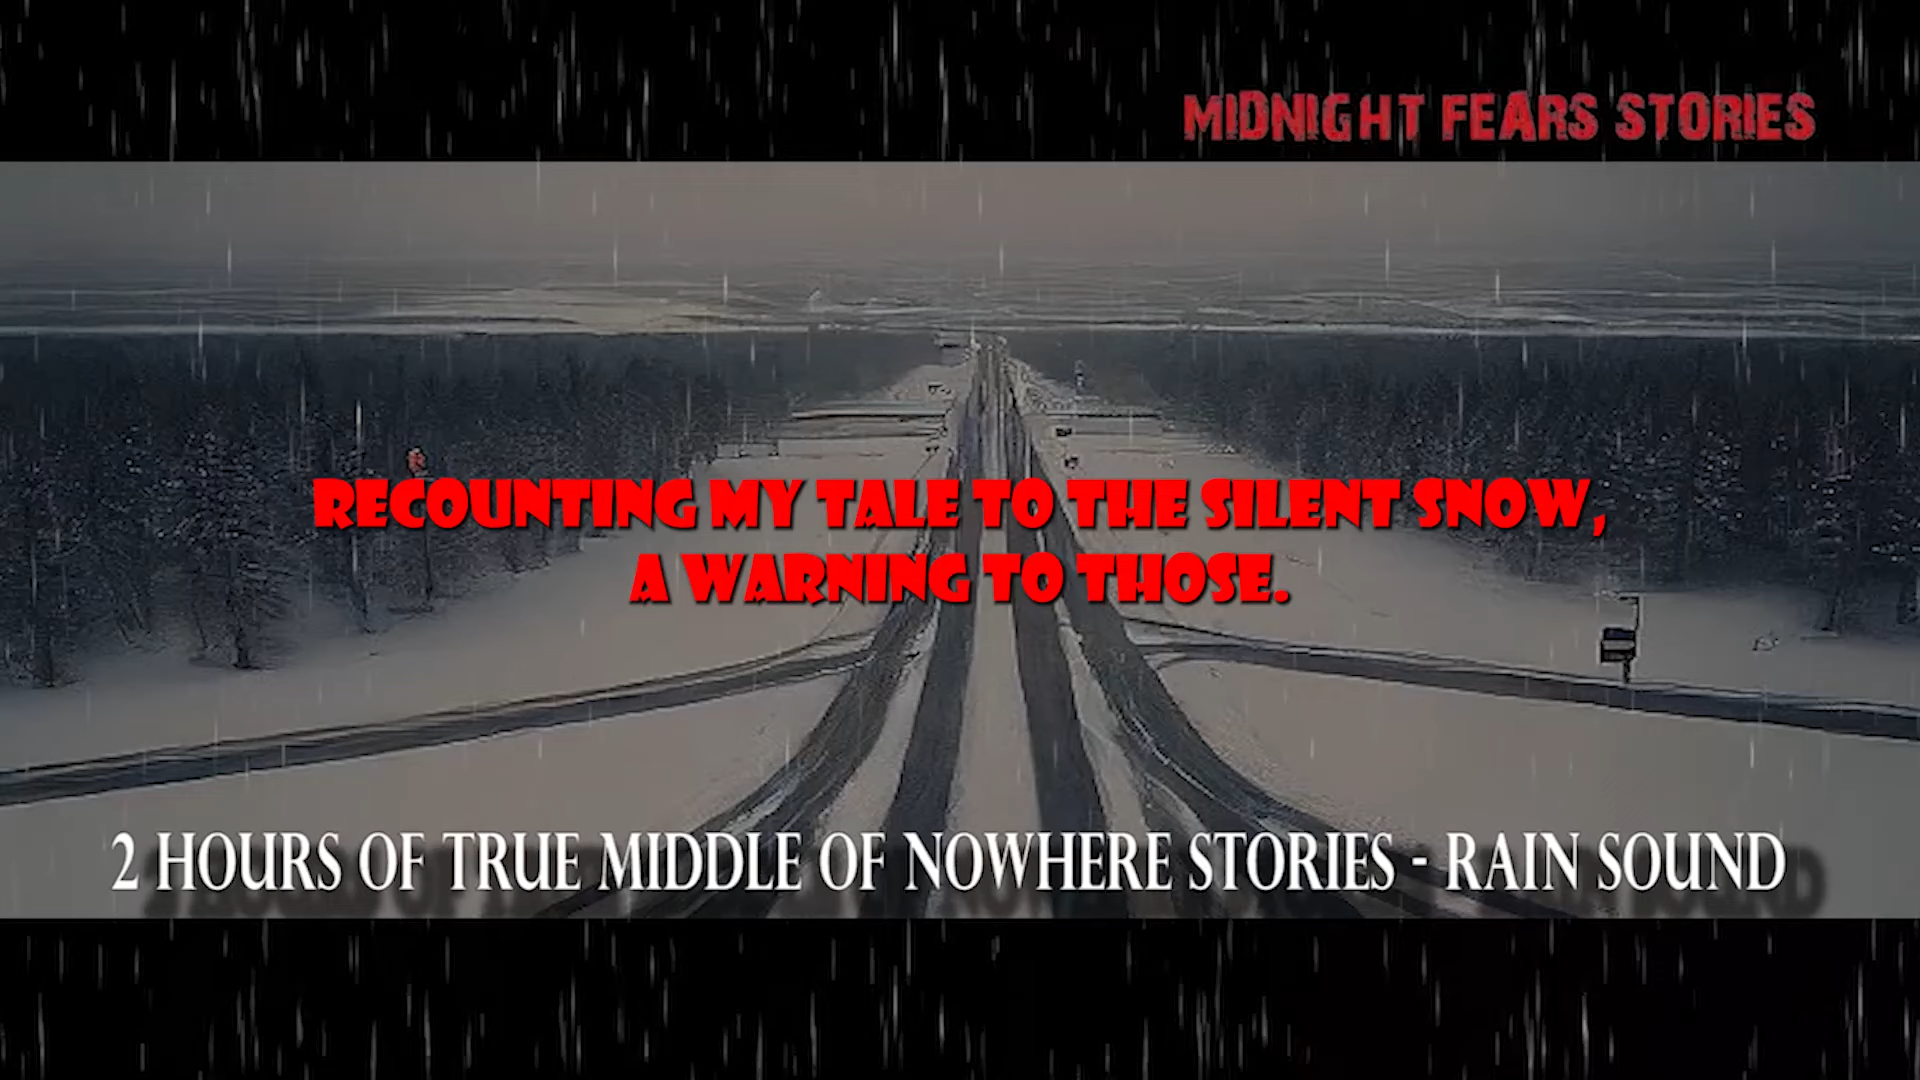 MIDNIGHT FEARS STORIES
RECOUNTING MY TALE TO THE SILENT SNOW,
A WARNING TO THOSE.
2 HOURS OF TRUE MIDDLE OF NOWHERE STORIES - RAIN SOUND